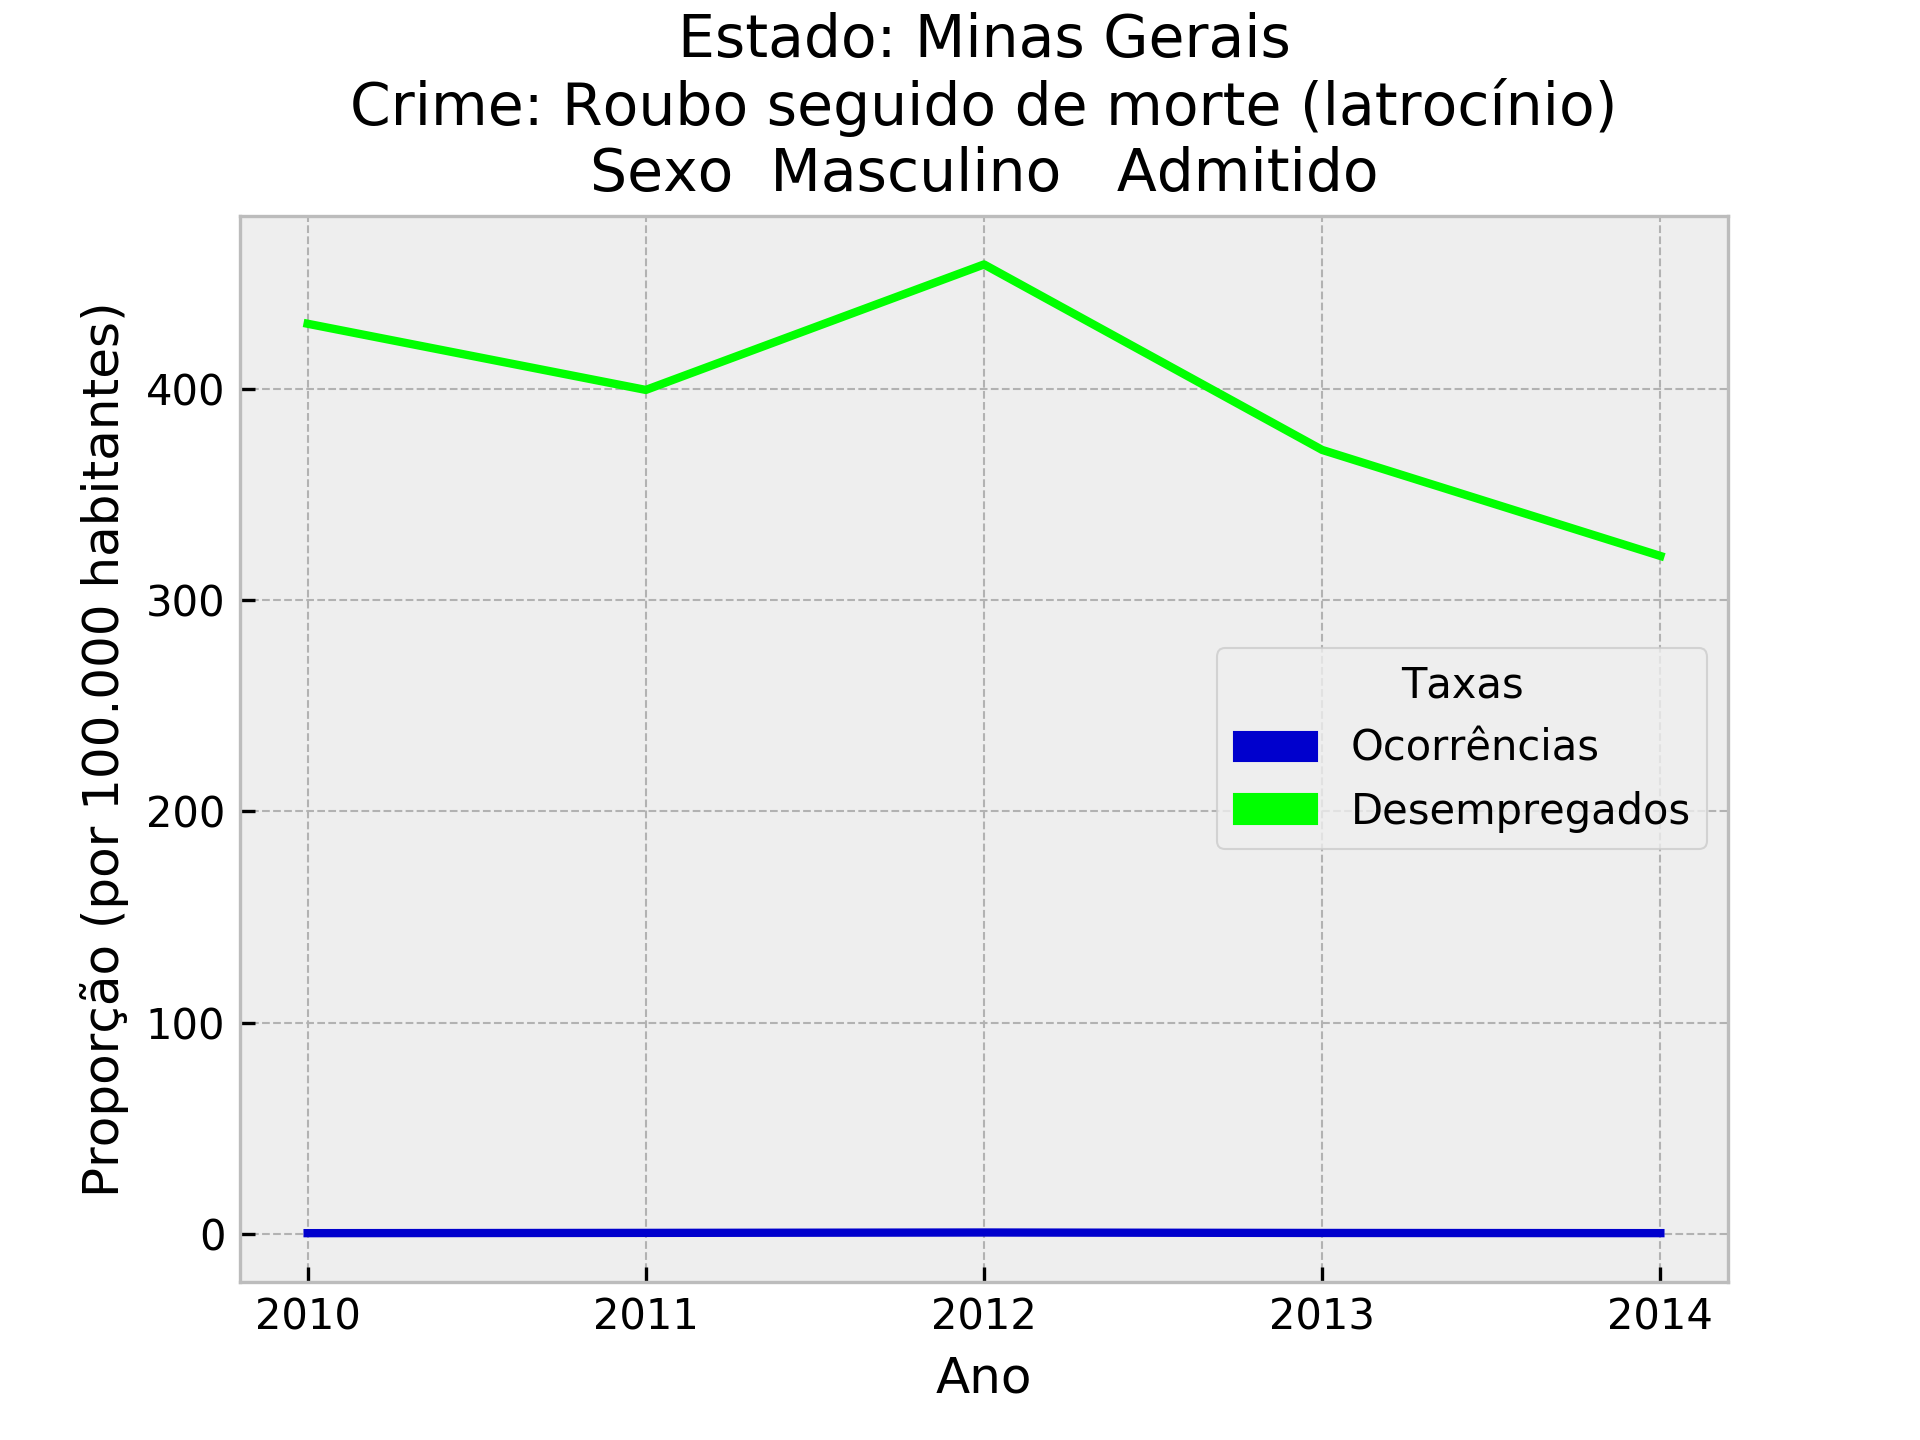 Estado: Minas Gerais
Crime: Roubo seguido de morte (latrocínio)
Sexo  Masculino   Admitido
Proporção (por 100.000 habitantes)
400
300
200
100
0
Taxas
Ocorrências
Desempregados
2010 2011 2012 2013 2014
Ano